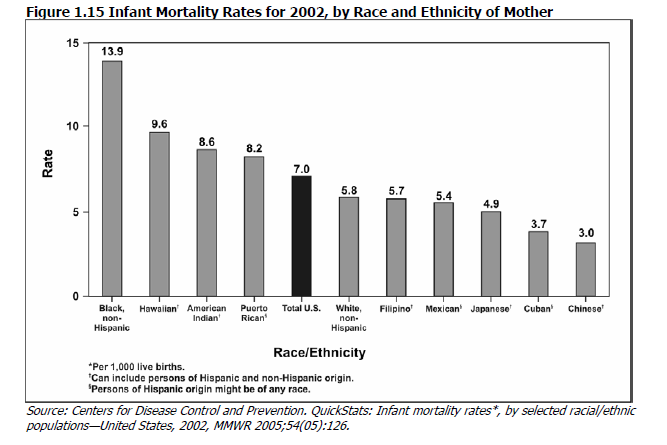 Figure 1.15 Infant Mortality Rates for 2002, by Race and Ethnicity of Mother
15
10
5
0
Rate
13.9
9.6
8.6
8.2
7.0
5.8
5.7
5.4
4.9
3.7
3.0
Black,
non-
Hispanic
Hawaiian†
American
Indian†
Puerto
Rican§
Total U.S.
White,
non-
Hispanic
Filipino†
Mexican§
Japanese†
Cuban§
Chinese†
Race/Ethnicity
*Per 1,000 live births.
†Can include persons of Hispanic and non-Hispanic origin.
§Persons of Hispanic origin might be of any race.
Source: Centers for Disease Control and Prevention. QuickStats: Infant mortality rates*, by selected racial/ethnic
populations—United States, 2002, MMWR 2005;54(05):126.